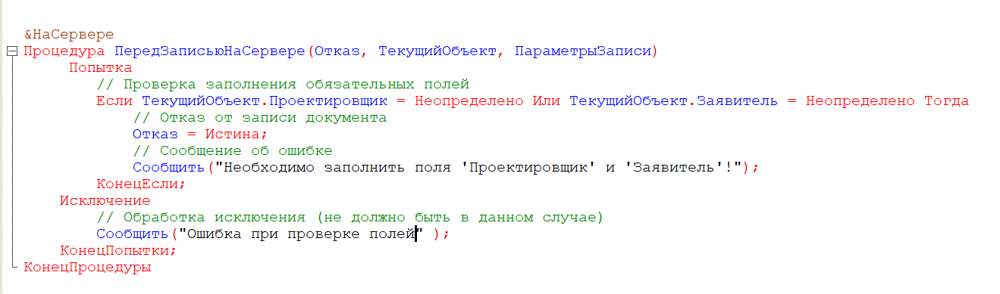 &НаСервере
Процедура ПередЗаписьюНаСервере(Отказ, ТекущийОбъект, ПараметрыЗаписи)
Попытка
// Проверка заполнения обязательных полей
Если ТекущийОбъект.Проектировщик = Неопределено Или ТекущийОбъект.Заявитель = Неопределено Тогда
// Отказ от записи документа
Отказ = Истина;
// Сообщение об ошибке
Сообщить("Необходимо заполнить поля 'Проектировщик' и 'Заявитель'!");
КонецЕсли;
Исключение
// Обработка исключения (не должно быть в данном случае)
Сообщить("Ошибка при проверке полей" );
КонецПопытки;
КонецПроцедуры